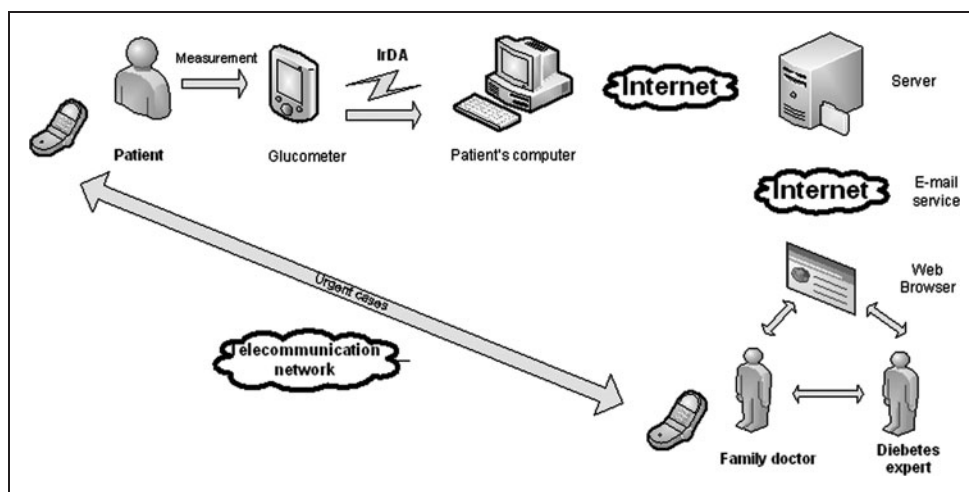 Measurement
IrDA
Internet
Server
Patient
Glucometer
Patient's computer
Internet
E-mail
service
Web
Browser
Urgent cases
Telecommunication
network
Family doctor
Diebetes
expert